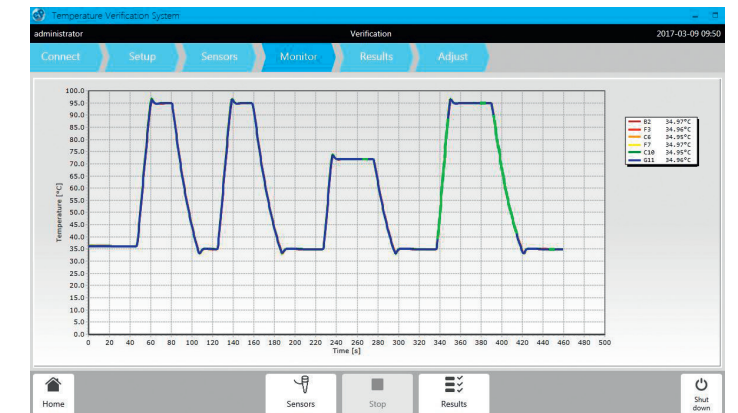 Temperature Verification System
administrator Verification 2017-03-09 09:50
Connect Setup Sensors Monitor Results Adjust
100.0
95.0
90.0
85.0
80.0
75.0
70.0
65.0
60.0
55.0
50.0
45.0
40.0
35.0
30.0
25.0
20.0
15.0
10.0
5.0
0.0
Temperature [°C]
0 20 40 60 80 100 120 140 160 180 200 220 240 260 280 300 320 340 360 380 400 420 440 460 480 500
Time [s]
B2 34.97°C
F3 34.96°C
C6 34.95°C
F7 34.97°C
C10 34.95°C
G11 34.96°C
Home Sensors Stop Results Shut down